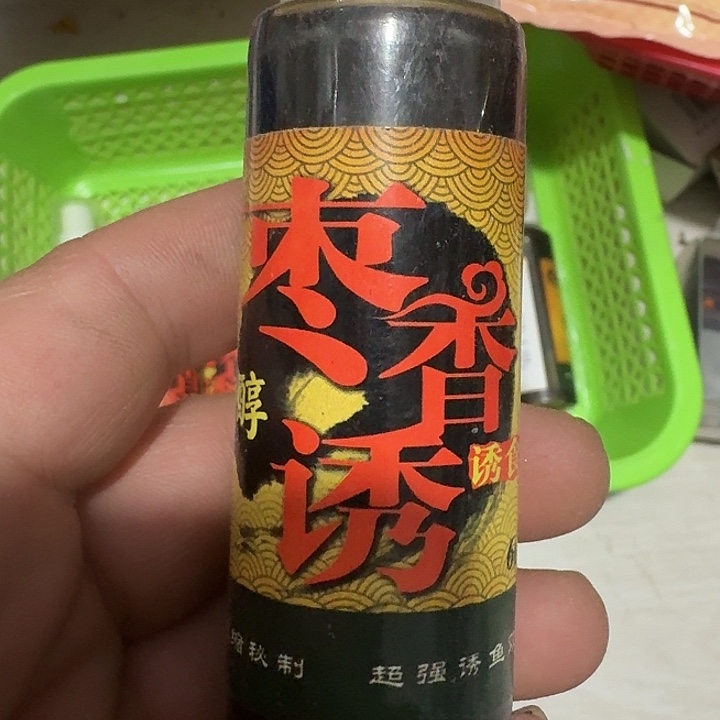 枣香诱
醇
诱食
秘制 超强诱鱼